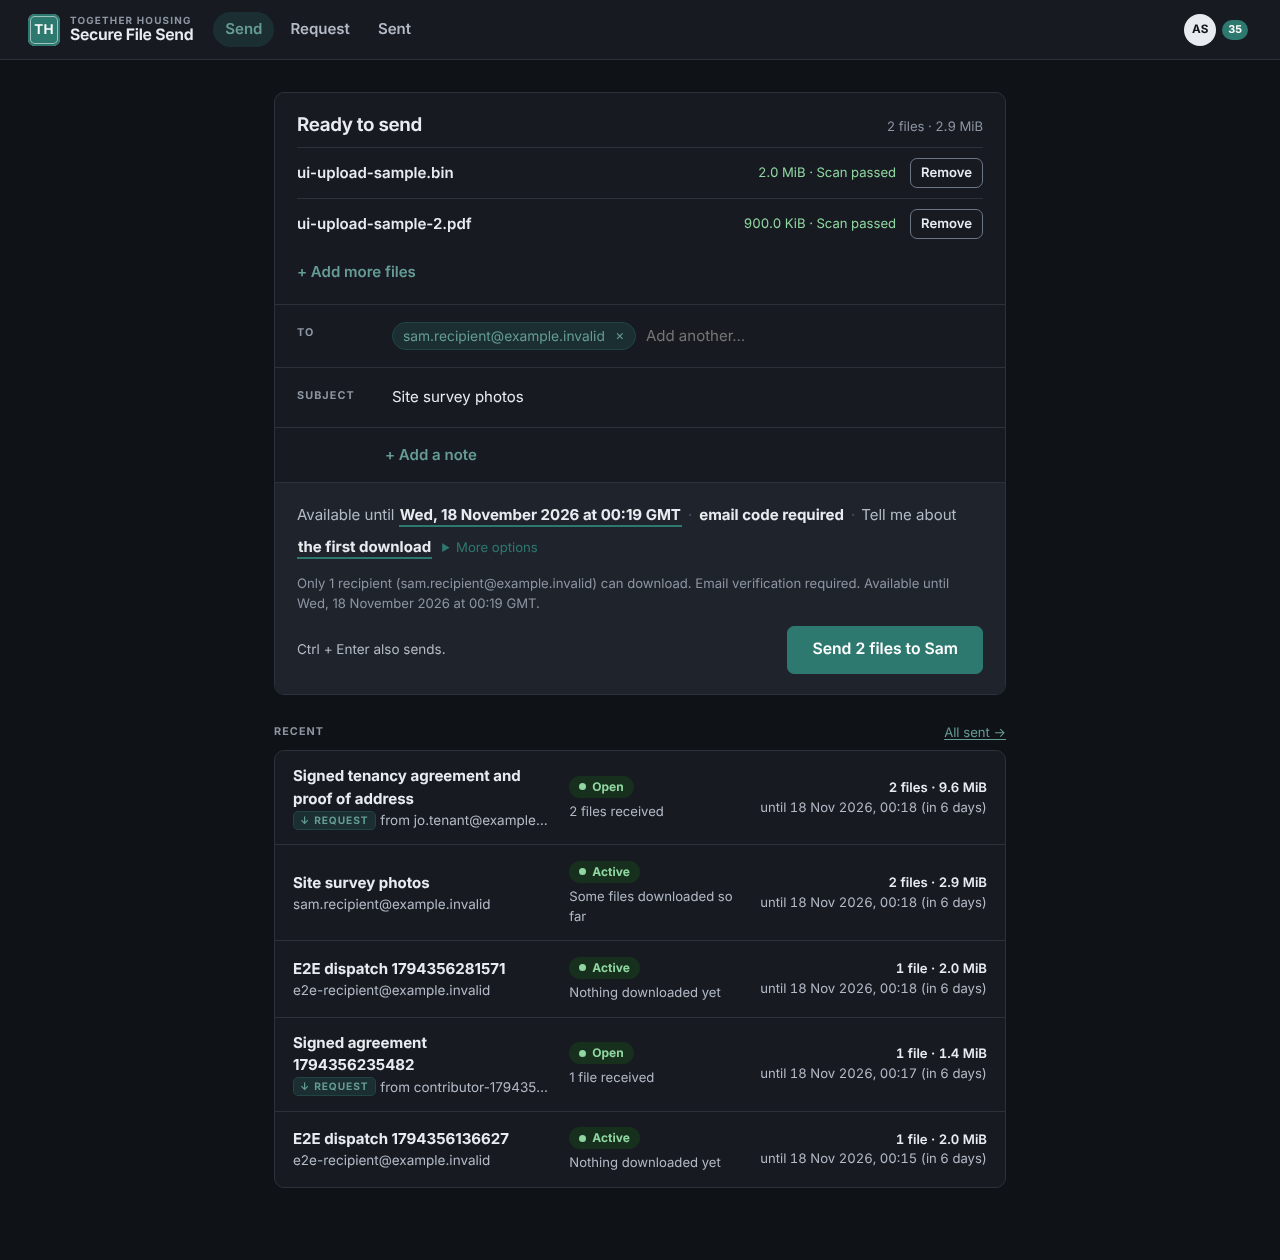 TH
TOGETHER HOUSING
Secure File Send
Send
Request
Sent
AS
35
Ready to send
2 files · 2.9 MiB
ui-upload-sample.bin
2.0 MiB · Scan passed
Remove
ui-upload-sample-2.pdf
900.0 KiB · Scan passed
Remove
+ Add more files
TO
sam.recipient@example.invalid ×
Add another...
SUBJECT
Site survey photos
+ Add a note
Available until Wed, 18 November 2026 at 00:19 GMT · email code required · Tell me about
the first download ▶ More options
Only 1 recipient (sam.recipient@example.invalid) can download. Email verification required. Available until
Wed, 18 November 2026 at 00:19 GMT.
Ctrl + Enter also sends.
Send 2 files to Sam
RECENT
All sent →
Signed tenancy agreement and
proof of address
↓ REQUEST from jo.tenant@example...
Open
2 files received
2 files · 9.6 MiB
until 18 Nov 2026, 00:18 (in 6 days)
Site survey photos
sam.recipient@example.invalid
Active
Some files downloaded so
far
2 files · 2.9 MiB
until 18 Nov 2026, 00:18 (in 6 days)
E2E dispatch 1794356281571
e2e-recipient@example.invalid
Active
Nothing downloaded yet
1 file · 2.0 MiB
until 18 Nov 2026, 00:18 (in 6 days)
Signed agreement
1794356235482
↓ REQUEST from contributor-179435...
Open
1 file received
1 file · 1.4 MiB
until 18 Nov 2026, 00:17 (in 6 days)
E2E dispatch 1794356136627
e2e-recipient@example.invalid
Active
Nothing downloaded yet
1 file · 2.0 MiB
until 18 Nov 2026, 00:15 (in 6 days)